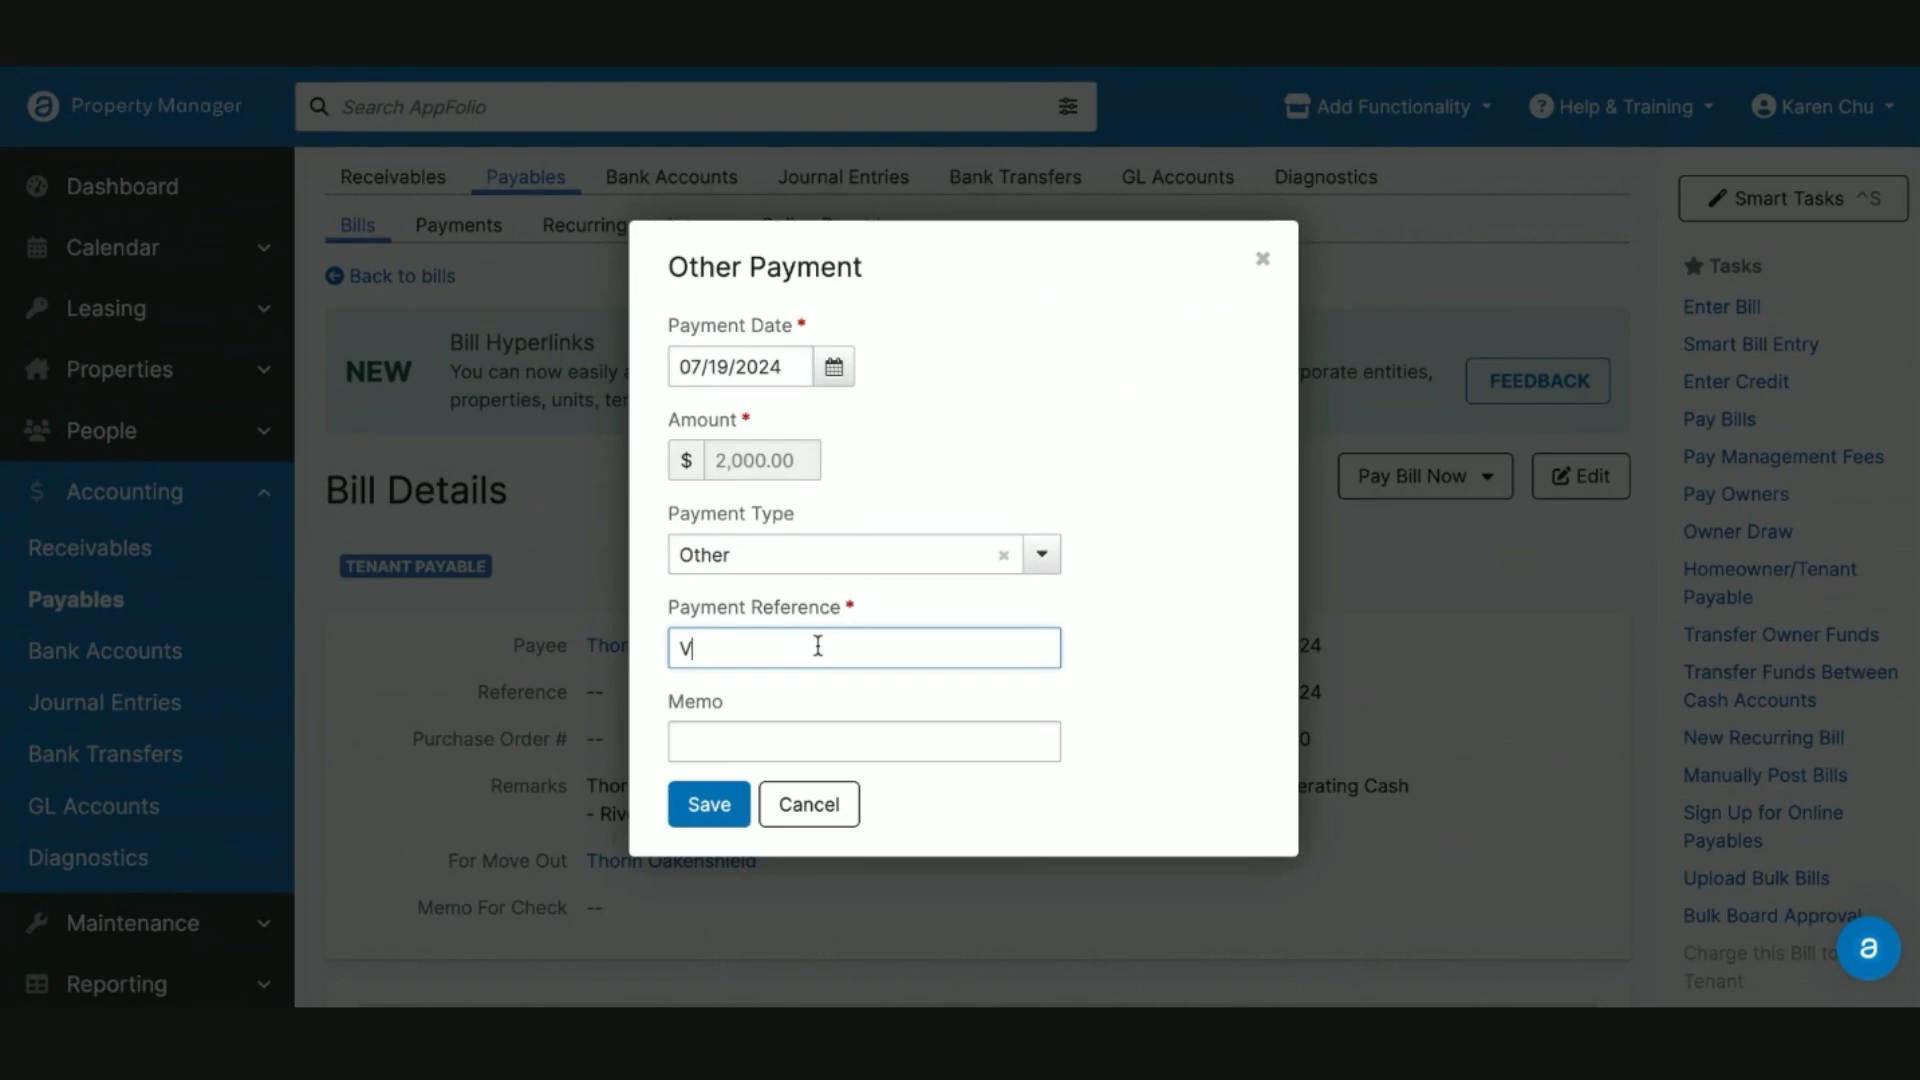 Property Manager
Search AppFolio
Add Functionality
Help & Training
Karen Chu
Dashboard
Calendar
Leasing
Properties
People
Accounting
Receivables
Payables
Bank Accounts
Journal Entries
Bank Transfers
GL Accounts
Diagnostics
Maintenance
Reporting
Receivables
Payables
Bank Accounts
Journal Entries
Bank Transfers
GL Accounts
Diagnostics
Bills
Payments
Recurring
Back to bills
NEW
Bill Hyperlinks
You can now easily
porate entities,
properties, units, ten
FEEDBACK
Bill Details
Pay Bill Now
Edit
TENANT PAYABLE
Payee Thor
24
Reference --
24
Purchase Order # --
0
Remarks Thor
erating Cash
- Riv
For Move Out Thorin Oakenshield
Memo For Check --
Other Payment
Payment Date *
07/19/2024
Amount *
$ 2,000.00
Payment Type
Other
Payment Reference *
V
Memo
Save
Cancel
Smart Tasks ^S
Tasks
Enter Bill
Smart Bill Entry
Enter Credit
Pay Bills
Pay Management Fees
Pay Owners
Owner Draw
Homeowner/Tenant
Payable
Transfer Owner Funds
Transfer Funds Between
Cash Accounts
New Recurring Bill
Manually Post Bills
Sign Up for Online
Payables
Upload Bulk Bills
Bulk Board Approval
Charge this Bill to
Tenant